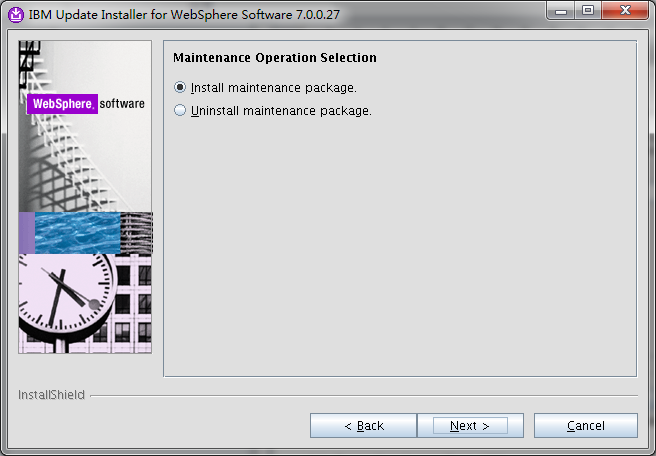 IBM Update Installer for WebSphere Software 7.0.0.27
Maintenance Operation Selection
Install maintenance package.
Uninstall maintenance package.
WebSphere. software
InstallShield
< Back
Next >
Cancel